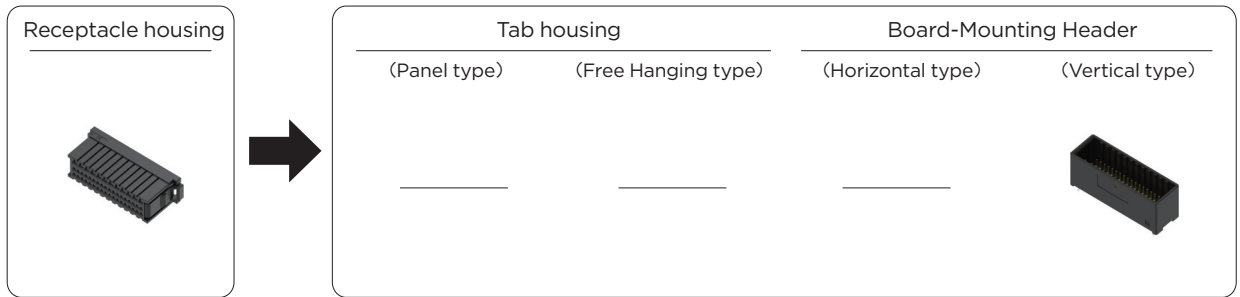 Receptacle housing
Tab housing
Board-Mounting Header
(Panel type)
(Free Hanging type)
(Horizontal type)
(Vertical type)